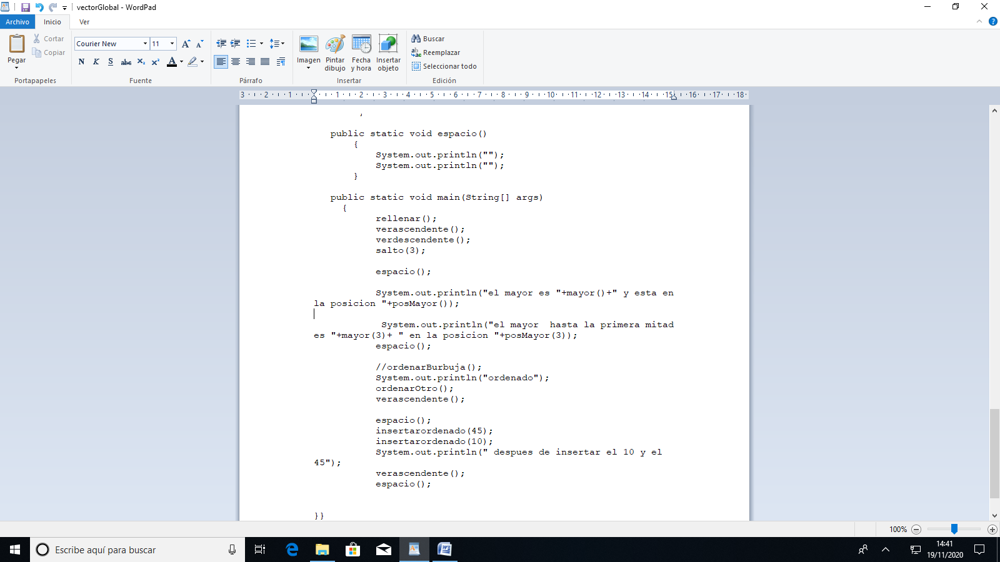 vectorGlobal - WordPad
Archivo Inicio Ver
Pegar
Cortar
Copiar
Portapapeles
Courier New 11
N K S abc X₂ X²
Fuente
Párrafo
Imagen
Pintar dibujo
Fecha y hora
Insertar objeto
Insertar
Buscar
Reemplazar
Seleccionar todo
Edición
3 2 1 1 2 3 4 5 6 7 8 9 10 11 12 13 14 15 16 17 18
public static void espacio()
{
System.out.println("");
System.out.println("");
}
public static void main(String[] args)
{
rellenar();
verascendente();
verdescendente();
salto(3);
espacio();
System.out.println("el mayor es "+mayor()+" y esta en
la posicion "+posMayor());
System.out.println("el mayor  hasta la primera mitad
es "+mayor(3)+ " en la posicion "+posMayor(3));
espacio();
//ordenarBurbuja();
System.out.println("ordenado");
ordenarOtro();
verascendente();
espacio();
insertarordenado(45);
insertarordenado(10);
System.out.println(" despues de insertar el 10 y el
45");
verascendente();
espacio();
}}
100%
Escribe aquí para buscar
14:41
19/11/2020